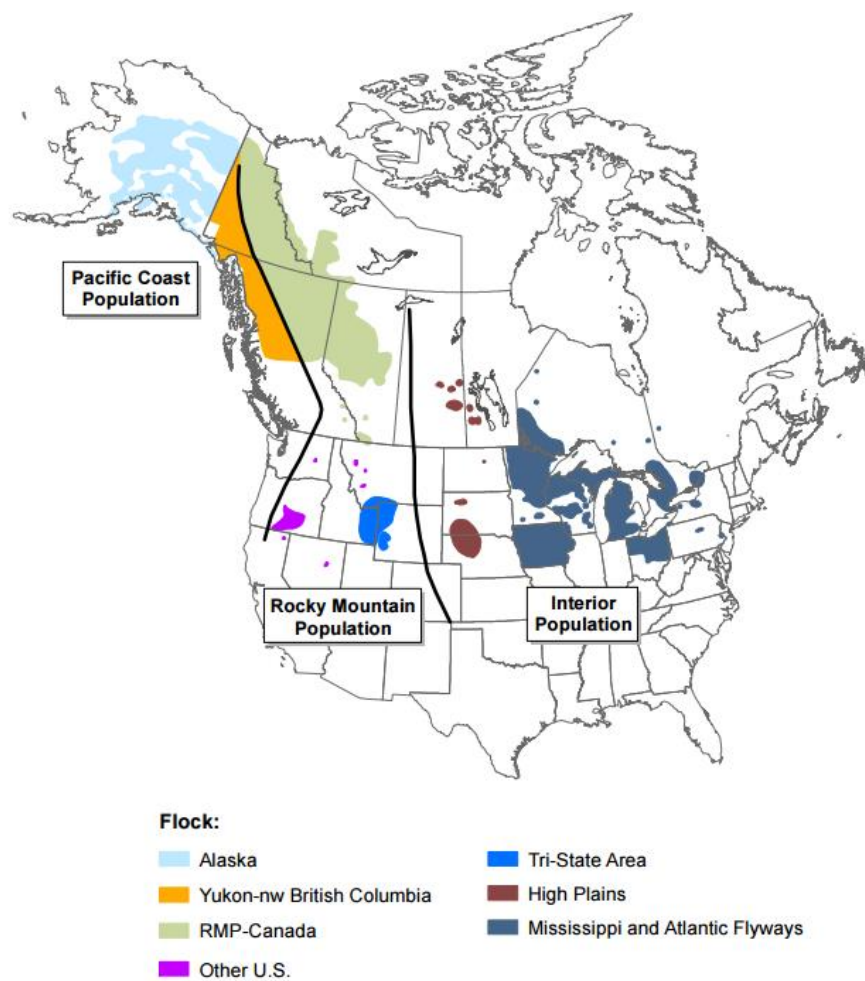 Pacific Coast
Population
Rocky Mountain
Population
Interior
Population
Flock:
Alaska
Yukon-nw British Columbia
RMP-Canada
Other U.S.
Tri-State Area
High Plains
Mississippi and Atlantic Flyways